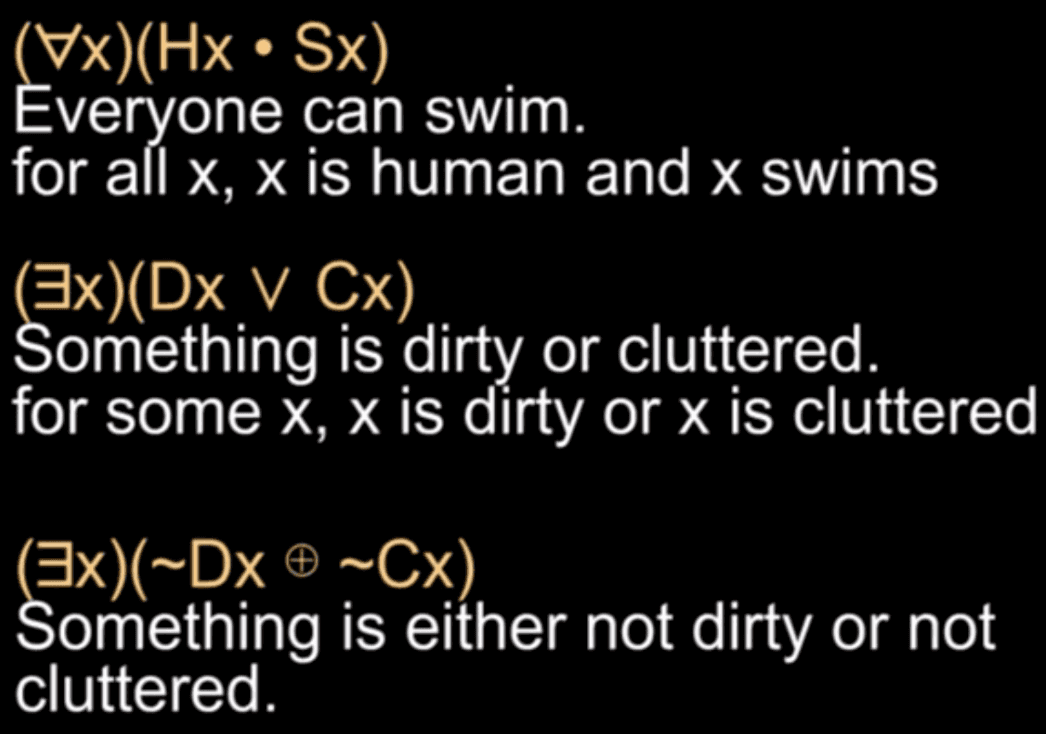 (∀x)(Hx • Sx)
Everyone can swim.
for all x, x is human and x swims
(∃x)(Dx ∨ Cx)
Something is dirty or cluttered.
for some x, x is dirty or x is cluttered
(∃x)(~Dx ⊕ ~Cx)
Something is either not dirty or not
cluttered.